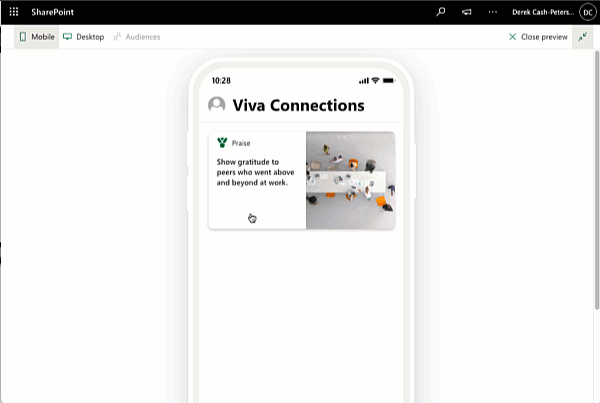 SharePoint
Derek Cash-Peters...
DC
Mobile
Desktop
Audiences
Close preview
10:28
Viva Connections
Praise
Show gratitude to
peers who went above
and beyond at work.